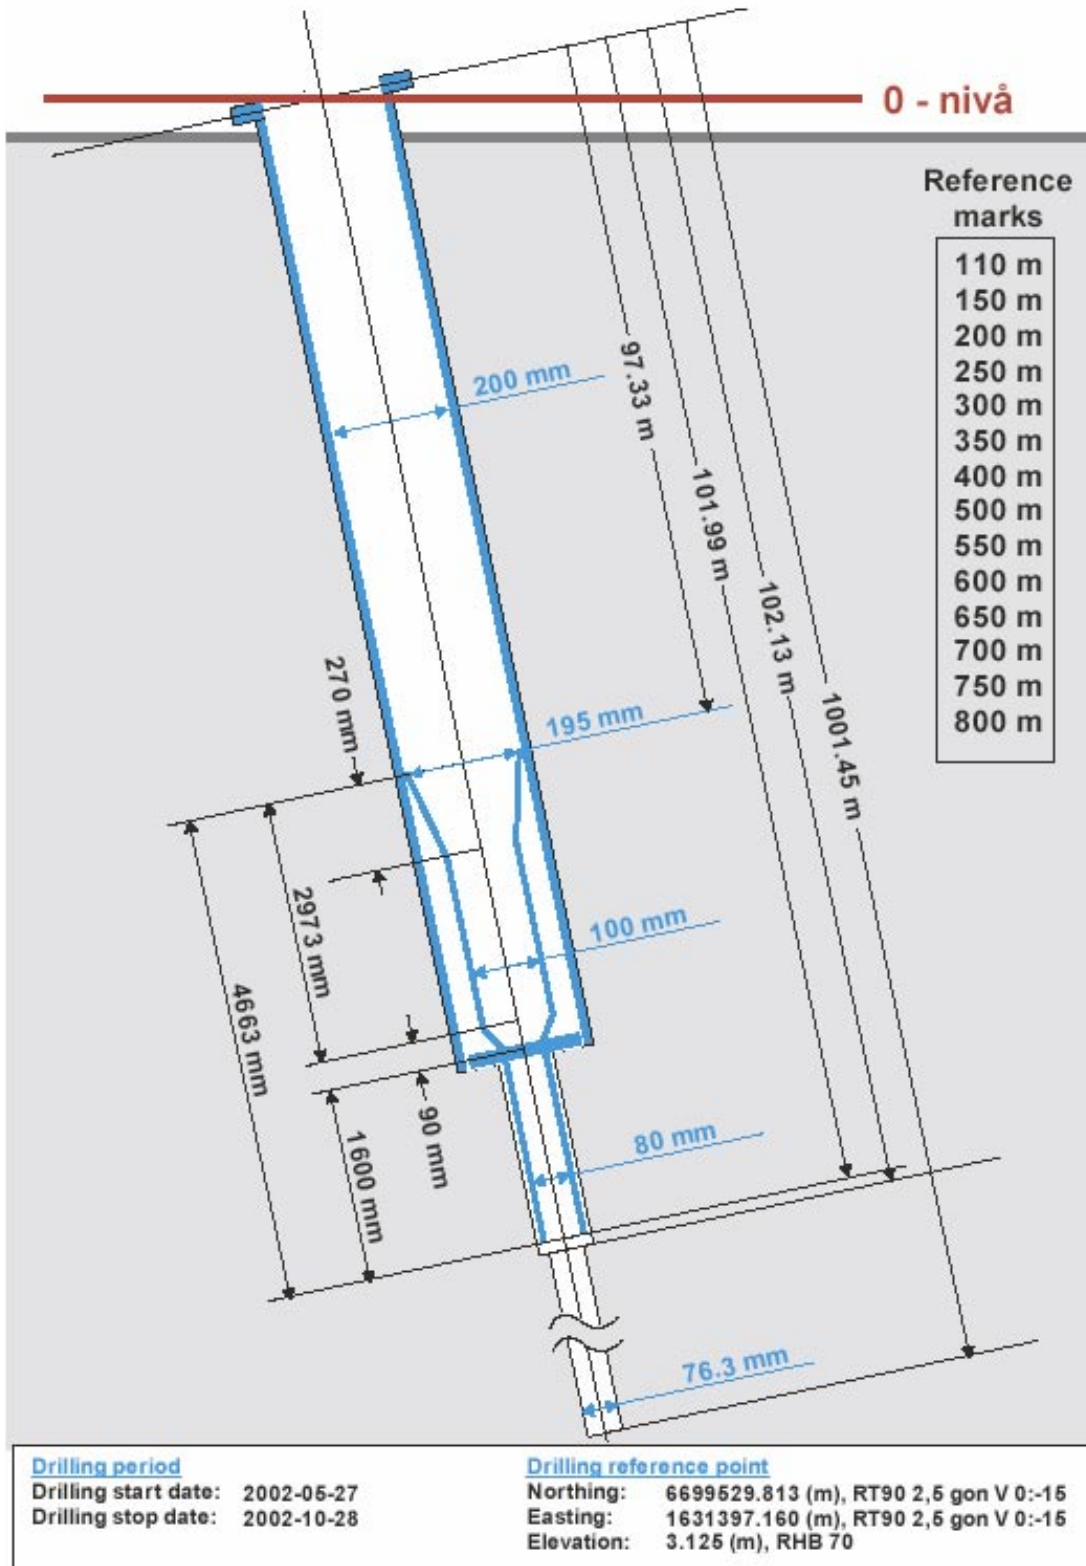 0 - nivå
Reference
marks
110 m
150 m
200 m
250 m
300 m
350 m
400 m
500 m
550 m
600 m
650 m
700 m
750 m
800 m
97.33 m
101.99 m
102.13 m
1001.45 m
200 mm
270 mm
195 mm
2973 mm
4663 mm
100 mm
90 mm
1600 mm
80 mm
76.3 mm
Drilling period
Drilling start date: 2002-05-27
Drilling stop date: 2002-10-28
Drilling reference point
Northing: 6699529.813 (m), RT90 2,5 gon V 0:-15
Easting: 1631397.160 (m), RT90 2,5 gon V 0:-15
Elevation: 3.125 (m), RHB 70